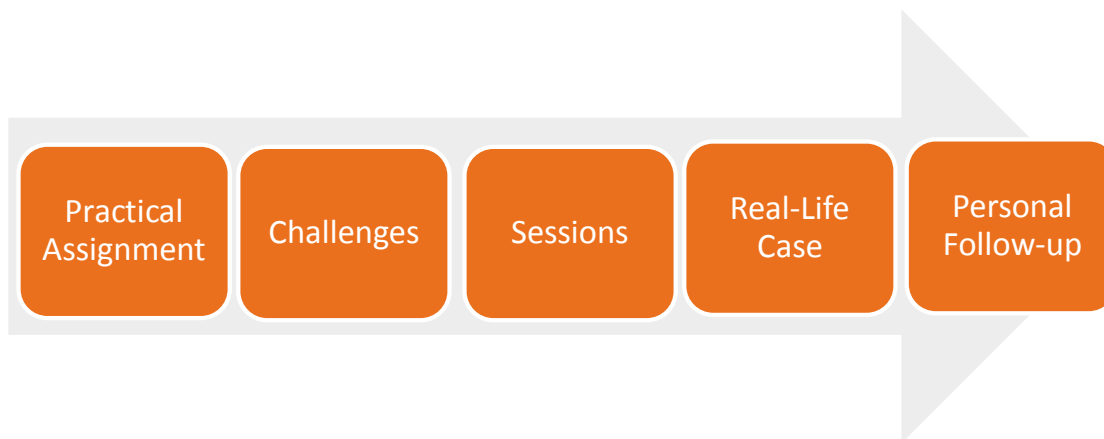 Practical
Assignment
Challenges
Sessions
Real-Life
Case
Personal
Follow-up